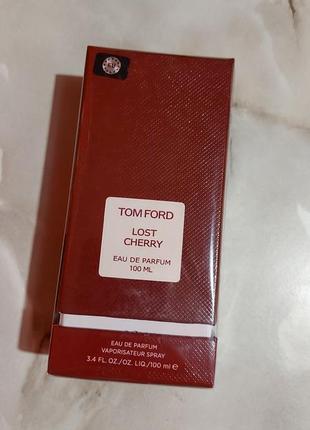 TOM FORD
LOST
CHERRY
EAU DE PARFUM
100 ML
EAU DE PARFUM
VAPORISATEUR SPRAY
3.4 FL. OZ./OZ. LIQ./100 ml ℮